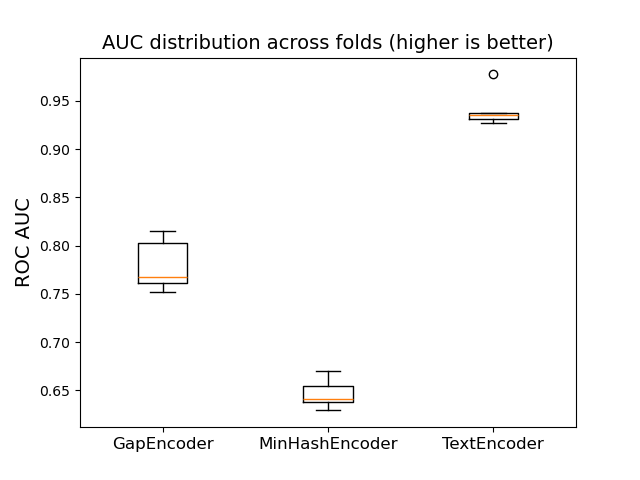 AUC distribution across folds (higher is better)
ROC AUC
0.95
0.90
0.85
0.80
0.75
0.70
0.65
GapEncoder
MinHashEncoder
TextEncoder